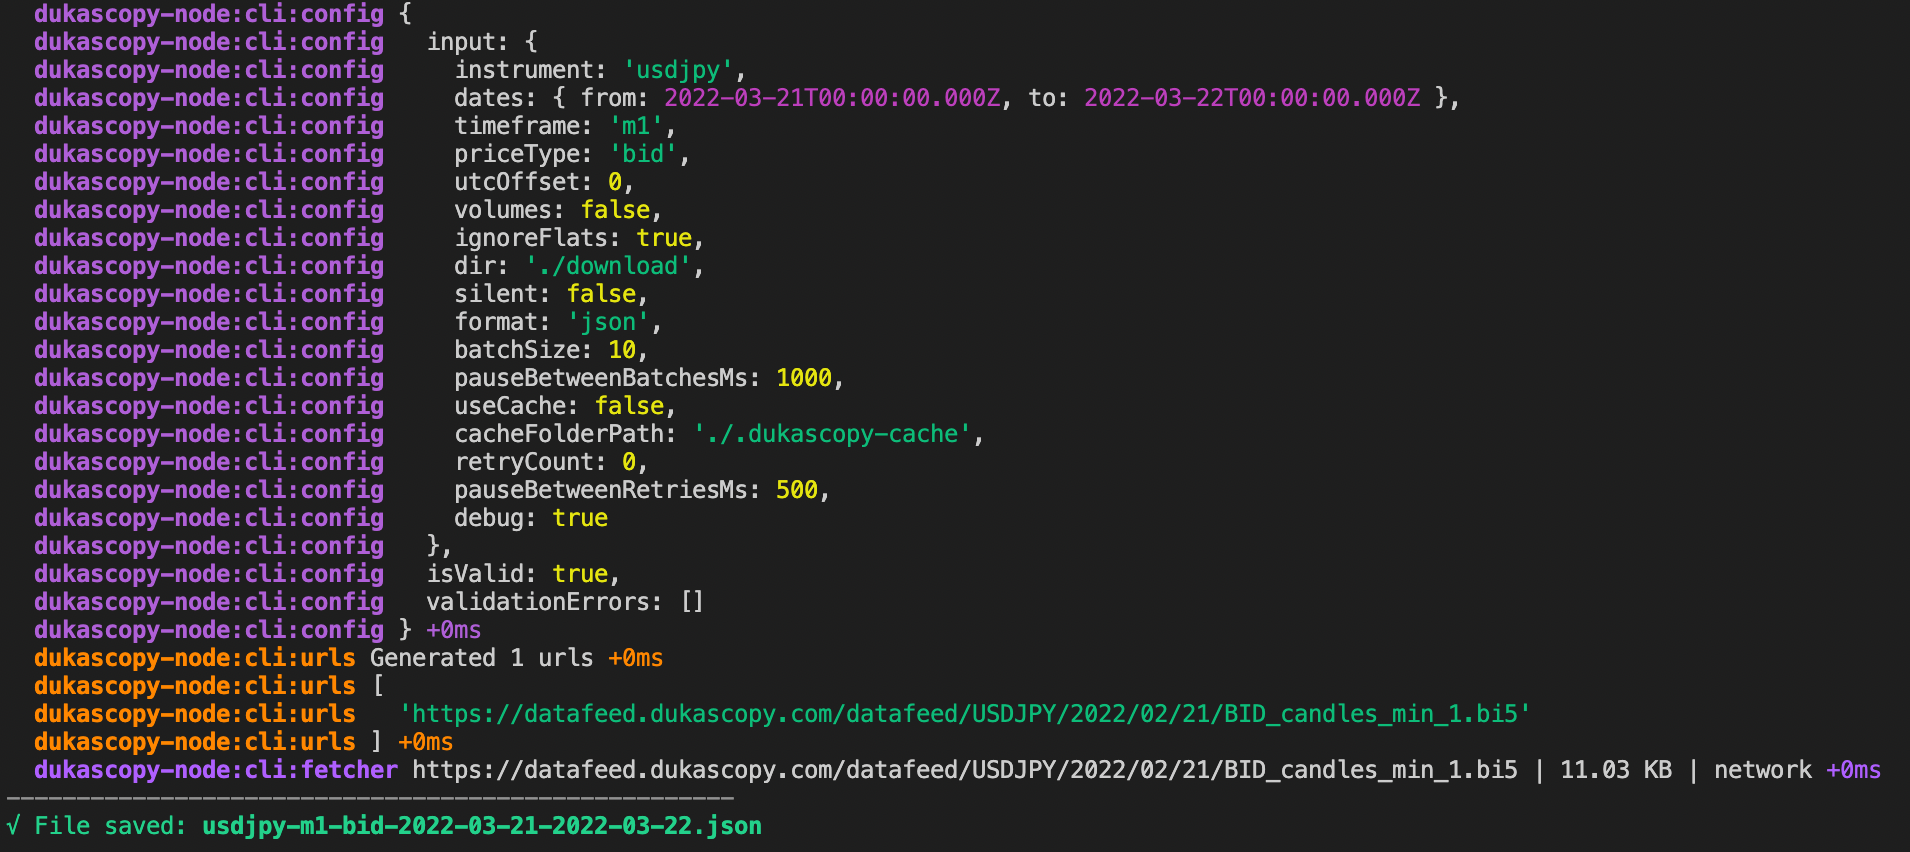 dukascopy-node:cli:config {
dukascopy-node:cli:config   input: {
dukascopy-node:cli:config     instrument: 'usdjpy',
dukascopy-node:cli:config     dates: { from: 2022-03-21T00:00:00.000Z, to: 2022-03-22T00:00:00.000Z },
dukascopy-node:cli:config     timeframe: 'm1',
dukascopy-node:cli:config     priceType: 'bid',
dukascopy-node:cli:config     utcOffset: 0,
dukascopy-node:cli:config     volumes: false,
dukascopy-node:cli:config     ignoreFlats: true,
dukascopy-node:cli:config     dir: './download',
dukascopy-node:cli:config     silent: false,
dukascopy-node:cli:config     format: 'json',
dukascopy-node:cli:config     batchSize: 10,
dukascopy-node:cli:config     pauseBetweenBatchesMs: 1000,
dukascopy-node:cli:config     useCache: false,
dukascopy-node:cli:config     cacheFolderPath: './.dukascopy-cache',
dukascopy-node:cli:config     retryCount: 0,
dukascopy-node:cli:config     pauseBetweenRetriesMs: 500,
dukascopy-node:cli:config     debug: true
dukascopy-node:cli:config   },
dukascopy-node:cli:config   isValid: true,
dukascopy-node:cli:config   validationErrors: []
dukascopy-node:cli:config } +0ms
dukascopy-node:cli:urls Generated 1 urls +0ms
dukascopy-node:cli:urls [
dukascopy-node:cli:urls   'https://datafeed.dukascopy.com/datafeed/USDJPY/2022/02/21/BID_candles_min_1.bi5'
dukascopy-node:cli:urls ] +0ms
dukascopy-node:cli:fetcher https://datafeed.dukascopy.com/datafeed/USDJPY/2022/02/21/BID_candles_min_1.bi5 | 11.03 KB | network +0ms
----------------------------------------------------
√ File saved: usdjpy-m1-bid-2022-03-21-2022-03-22.json